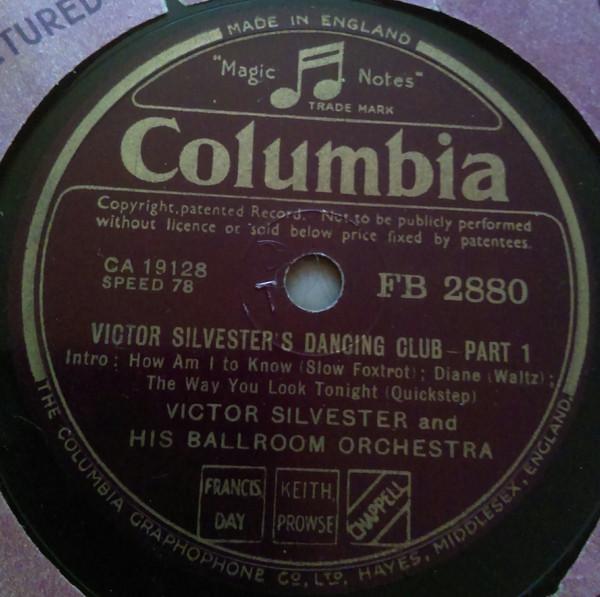 TURED
MADE IN ENGLAND
"Magic Notes"
TRADE MARK
Columbia
Copyright, patented Record. Not to be publicly performed
without licence or sold below price fixed by patentees.
CA 19128
SPEED 78
FB 2880
T
VICTOR SILVESTER'S DANCING CLUB - PART 1
Intro: How Am I to Know (Slow Foxtrot); Diane (Waltz);
The Way You Look Tonight (Quickstep)
VICTOR SILVESTER and
HIS BALLROOM ORCHESTRA
FRANCIS, DAY
KEITH, PROWSE
CHAPPELL
THE COLUMBIA GRAPHOPHONE CO., LTD., HAYES, MIDDLESEX, ENGLAND.